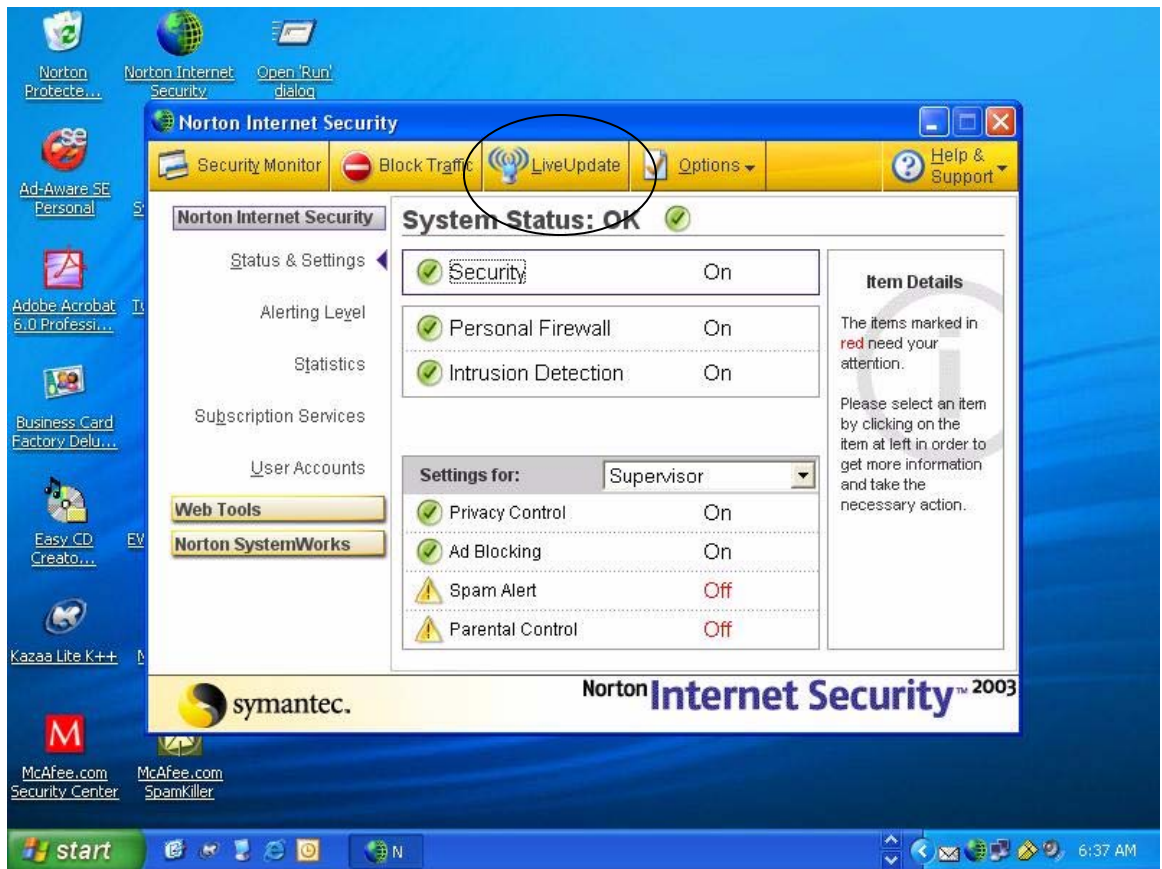 Norton
Protecte...
Norton Internet
Security
Open 'Run'
dialog
Ad-Aware SE
Personal
S
Adobe Acrobat
6.0 Professi...
Tu
Business Card
Factory Delu...
Easy CD
Creato...
EV
Kazaa Lite K++
McAfee.com
Security Center
McAfee.com
SpamKiller
Norton Internet Security
Security Monitor
Block Traffic
LiveUpdate
Options
Help &
Support
Norton Internet Security
Status & Settings
Alerting Level
Statistics
Subscription Services
User Accounts
Web Tools
Norton SystemWorks
System Status: OK
Security On
Personal Firewall On
Intrusion Detection On
Settings for: Supervisor
Privacy Control On
Ad Blocking On
Spam Alert Off
Parental Control Off
Item Details
The items marked in
red need your
attention.
Please select an item
by clicking on the
item at left in order to
get more information
and take the
necessary action.
symantec.
Norton Internet Security™ 2003
start
N
6:37 AM